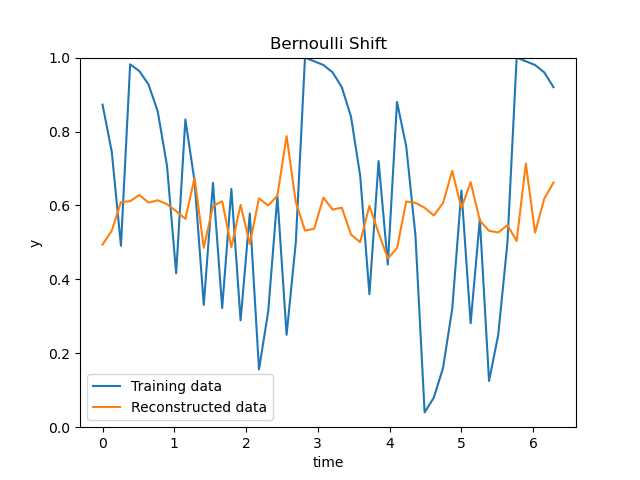 Bernoulli Shift
1.0
0.8
0.6
0.4
0.2
0.0
y
Training data
Reconstructed data
0 1 2 3 4 5 6
time